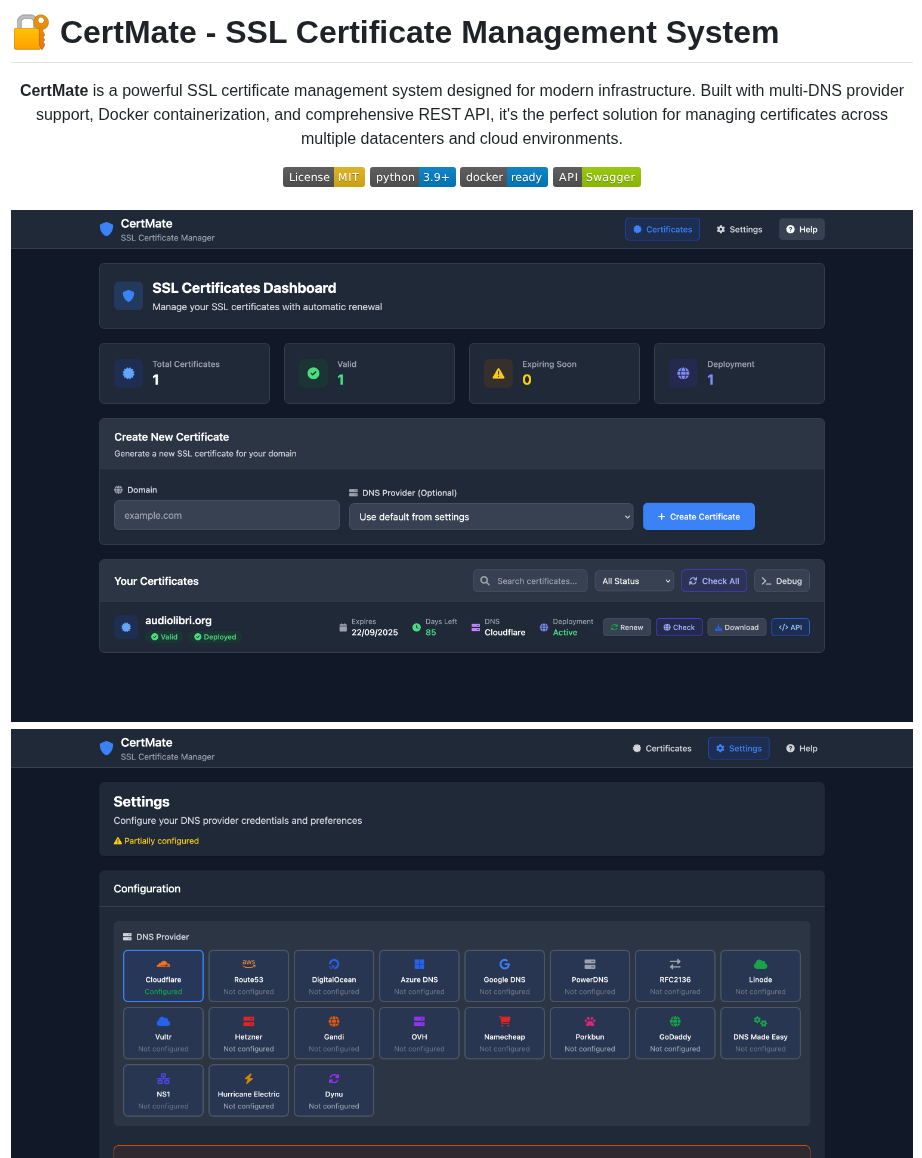 CertMate - SSL Certificate Management System
CertMate is a powerful SSL certificate management system designed for modern infrastructure. Built with multi-DNS provider
support, Docker containerization, and comprehensive REST API, it's the perfect solution for managing certificates across
multiple datacenters and cloud environments.
License MIT python 3.9+ docker ready API Swagger
CertMate
SSL Certificate Manager
Certificates Settings Help
SSL Certificates Dashboard
Manage your SSL certificates with automatic renewal
Total Certificates Valid Expiring Soon Deployment
1 1 0 1
Create New Certificate
Generate a new SSL certificate for your domain
Domain DNS Provider (Optional)
example.com Use default from settings + Create Certificate
Your Certificates Search certificates... All Status Check All Debug
audiolibri.org Expires Days Left DNS Deployment
Valid Deployed 22/09/2025 85 Cloudflare Active Renew Check Download </> API
CertMate
SSL Certificate Manager
Certificates Settings Help
Settings
Configure your DNS provider credentials and preferences
Partially configured
Configuration
DNS Provider
aws
Cloudflare Route53 DigitalOcean Azure DNS Google DNS PowerDNS RFC2136 Linode
Configured Not configured Not configured Not configured Not configured Not configured Not configured Not configured
Vultr Hetzner Gandi OVH Namecheap Porkbun GoDaddy DNS Made Easy
Not configured Not configured Not configured Not configured Not configured Not configured Not configured Not configured
NS1 Hurricane Electric Dynu
Not configured Not configured Not configured